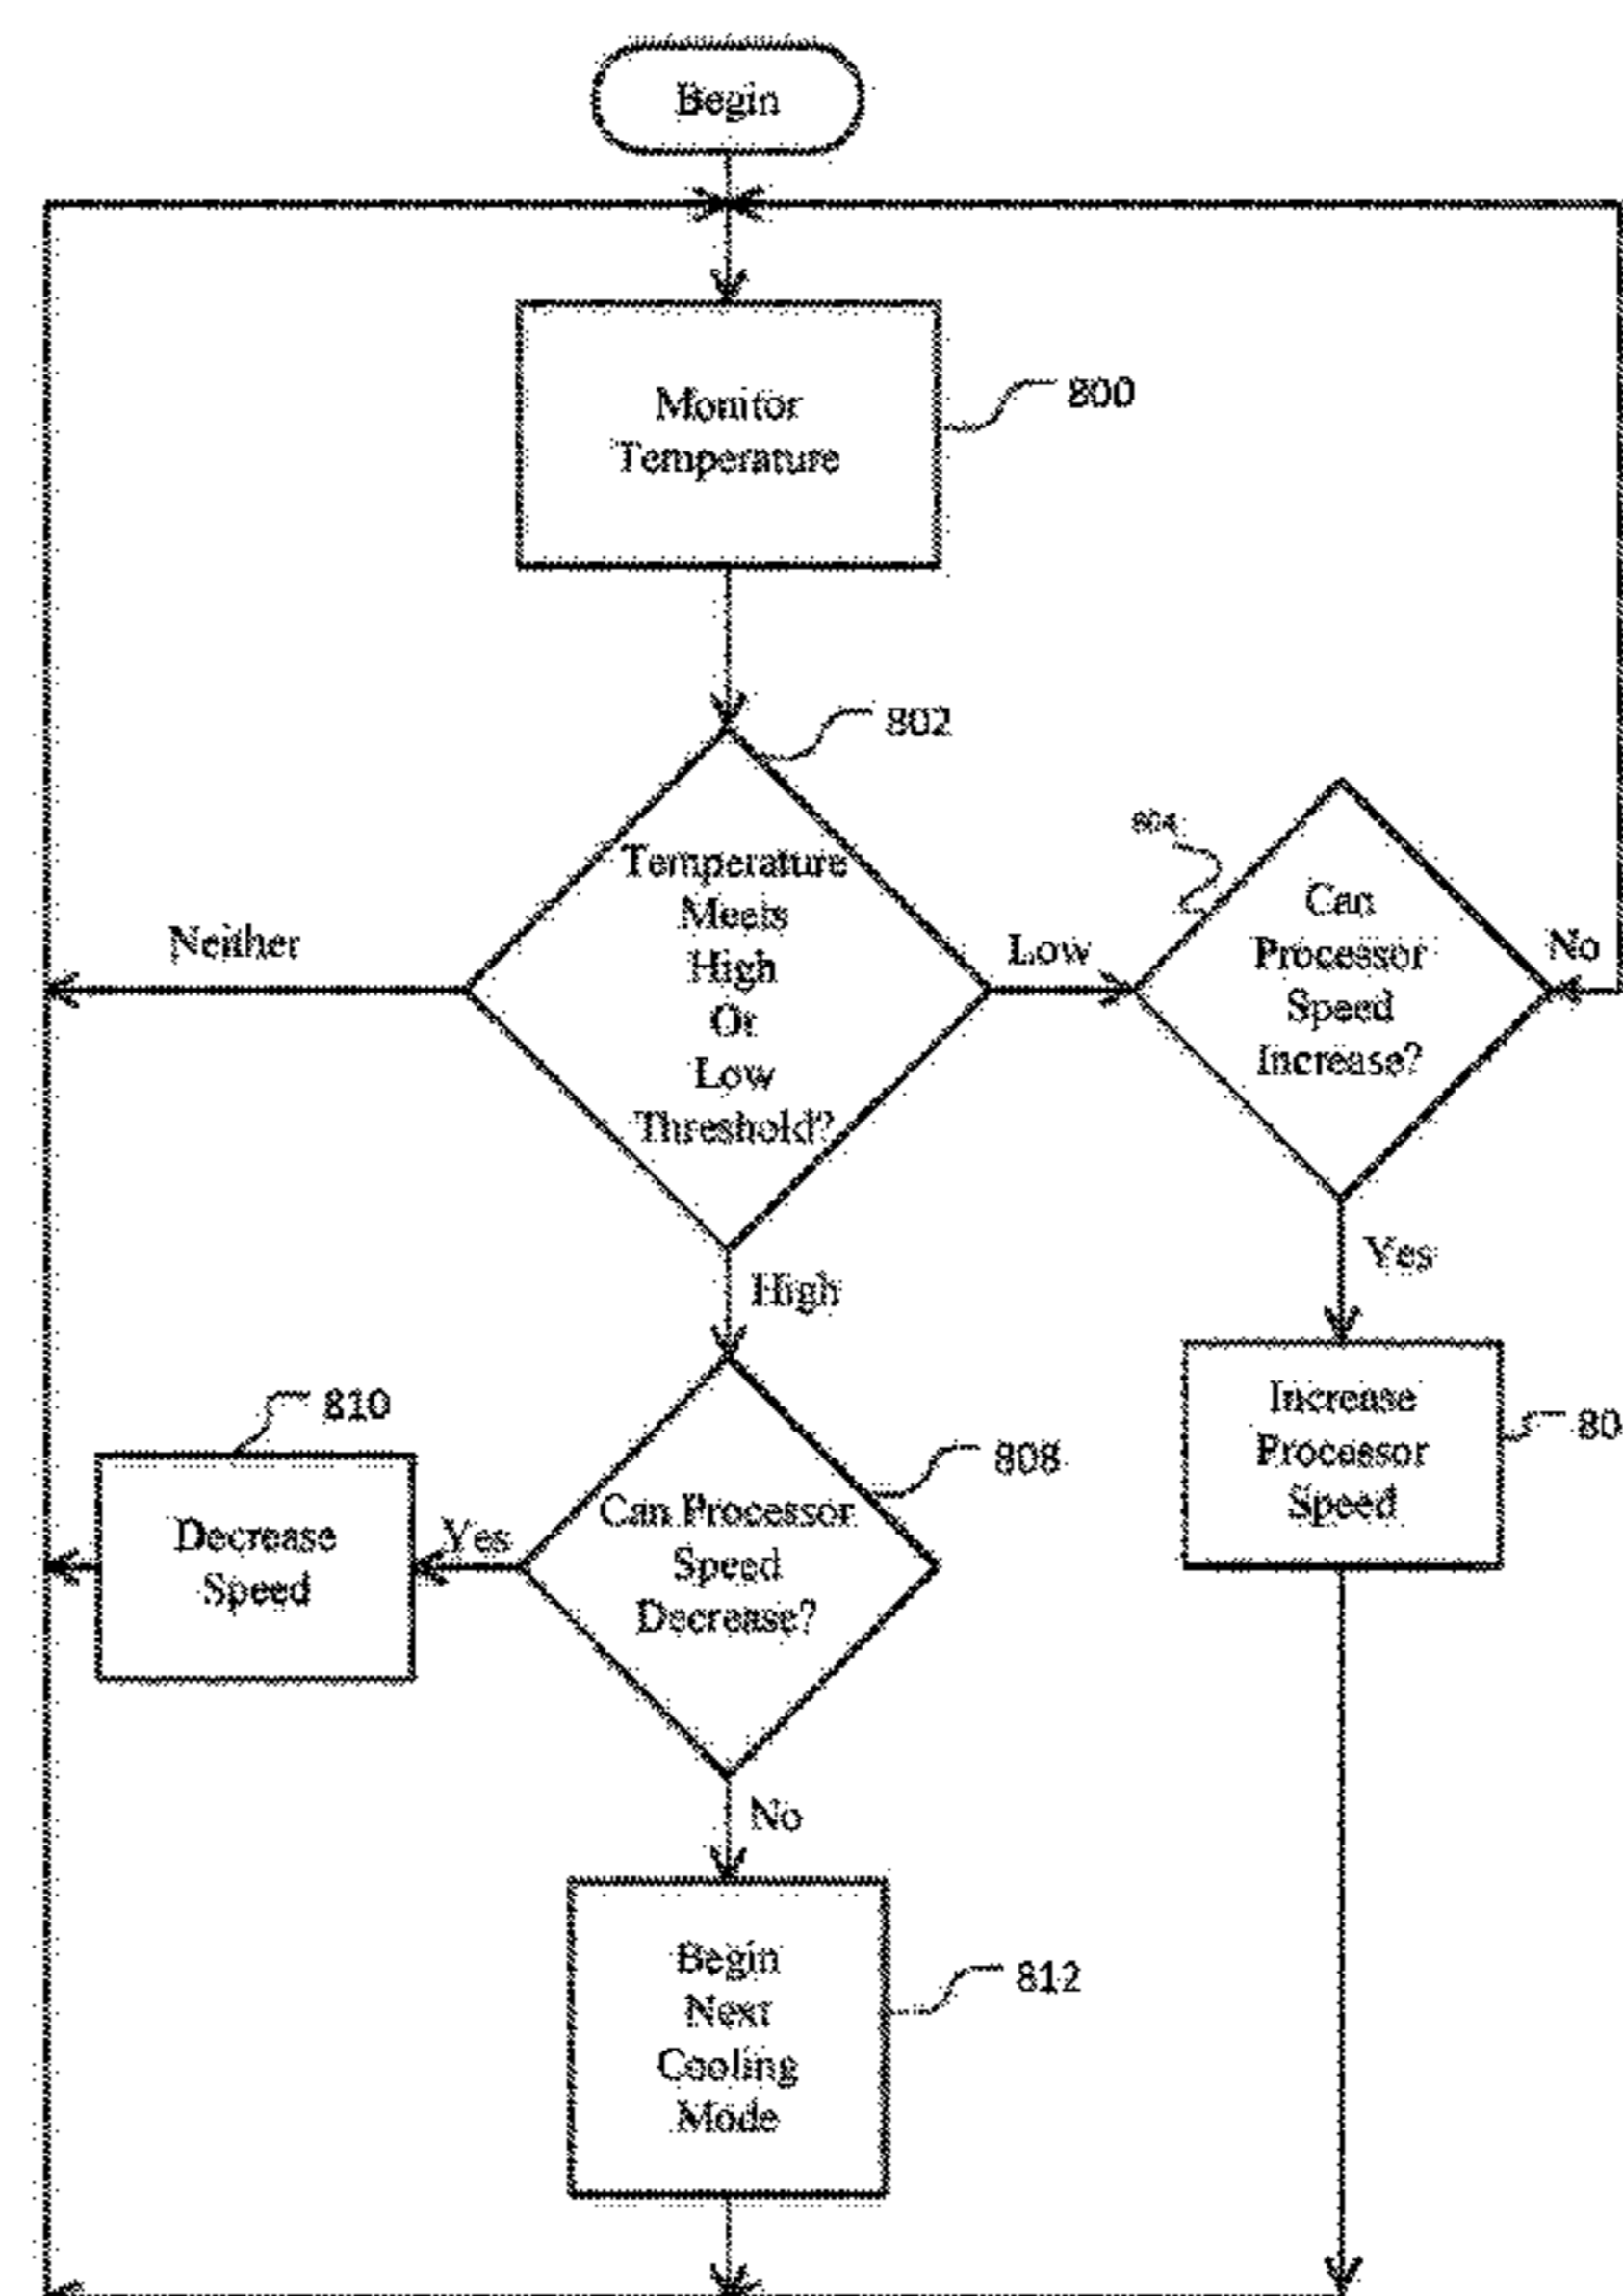 Begin
Monitor
Temperature
800
802
Temperature
Meets
High
Or
Low
Threshold?
Neither
Low
804
Can
Processor
Speed
Increase?
No
Yes
High
Increase
Processor
Speed
80
810
Decrease
Speed
Yes
808
Can Processor
Speed
Decrease?
No
Begin
Next
Cooling
Mode
812